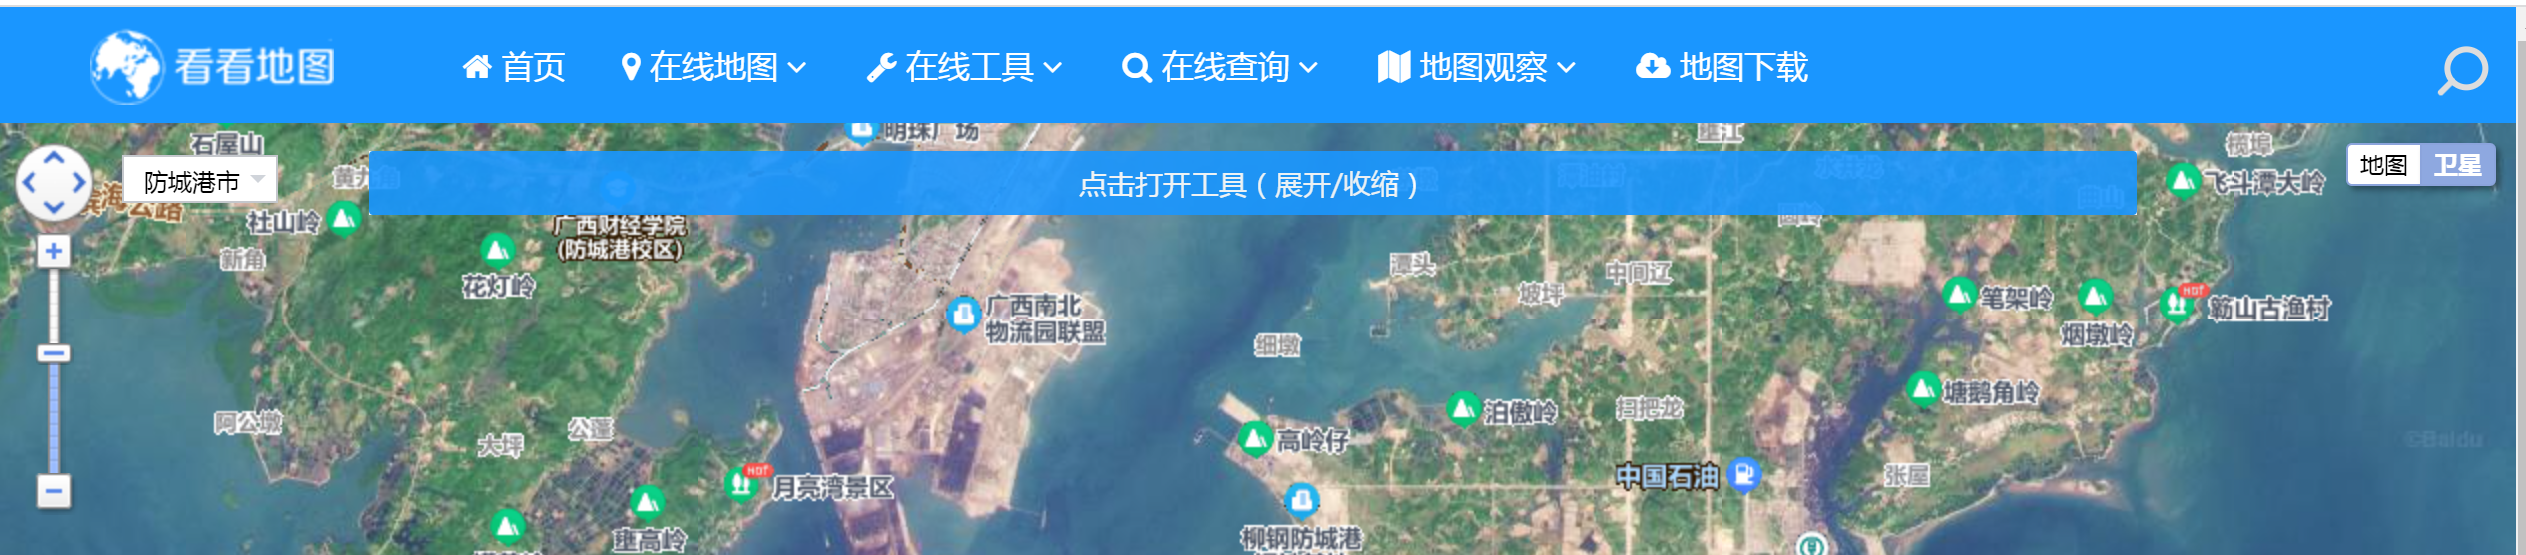 看看地图
首页
在线地图
在线工具
在线查询
地图观察
地图下载
明珠广场
石屋山
防城港市
点击打开工具（展开/收缩）
地图
卫星
飞斗潭大岭
滨海公路
社山岭
广西财经学院
(防城港校区)
新角
花灯岭
潭头
中间辽
坡坪
笔架岭
烟墩岭
HOT
簕山古渔村
广西南北
物流园联盟
细墩
阿公墩
大坪
公蓬
泊傲岭
扫把龙
塘鹅角岭
高岭仔
©Baidu
HOT
月亮湾景区
中国石油
张屋
柳钢防城港